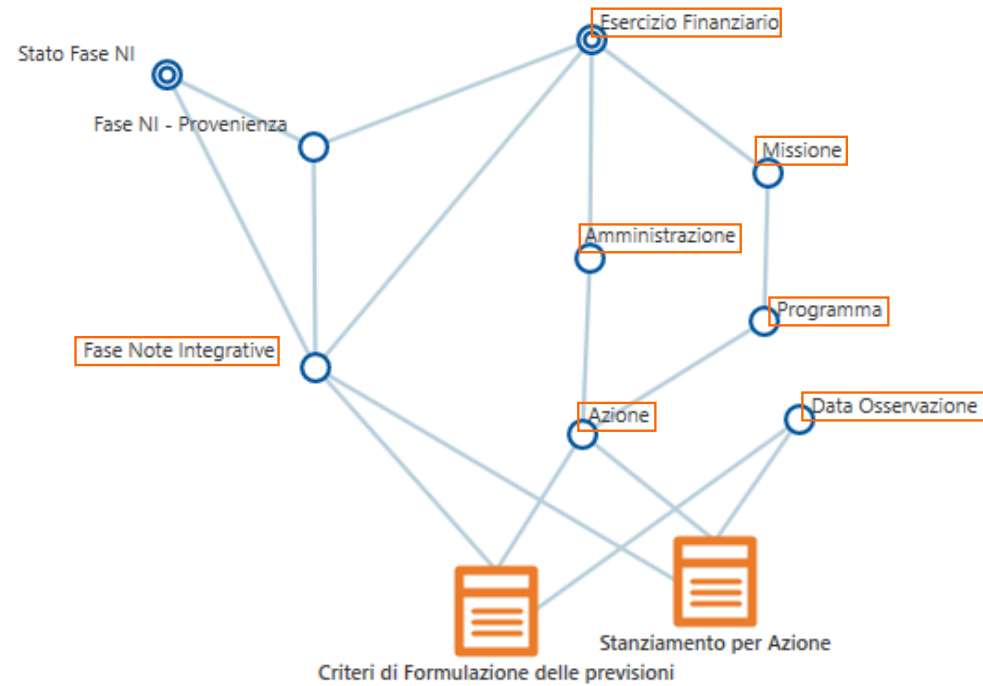 Esercizio Finanziario
Stato Fase NI
Fase NI - Provenienza
Missione
Amministrazione
Programma
Fase Note Integrative
Azione
Data Osservazione
Stanziamento per Azione
Criteri di Formulazione delle previsioni